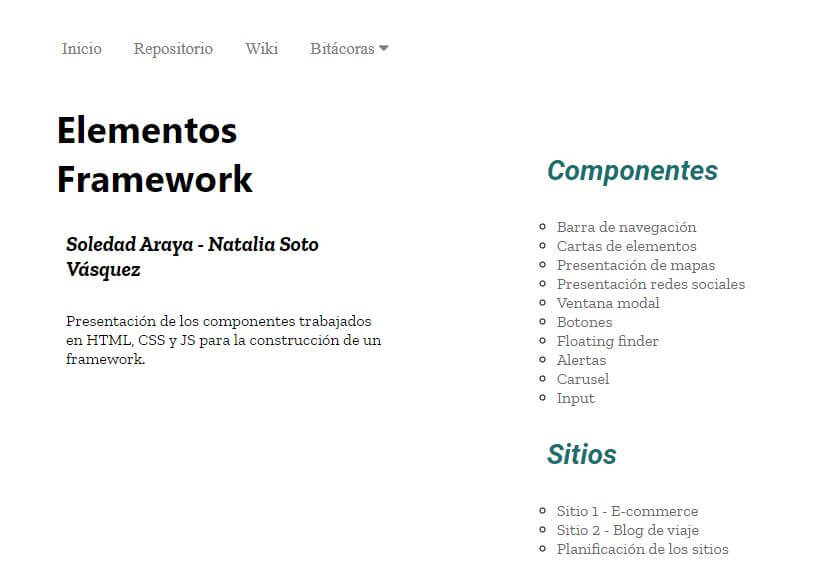 Inicio Repositorio Wiki Bitácoras
Elementos
Framework
Soledad Araya - Natalia Soto
Vásquez
Presentación de los componentes trabajados
en HTML, CSS y JS para la construcción de un
framework.
Componentes
Barra de navegación
Cartas de elementos
Presentación de mapas
Presentación redes sociales
Ventana modal
Botones
Floating finder
Alertas
Carusel
Input
Sitios
Sitio 1 - E-commerce
Sitio 2 - Blog de viaje
Planificación de los sitios